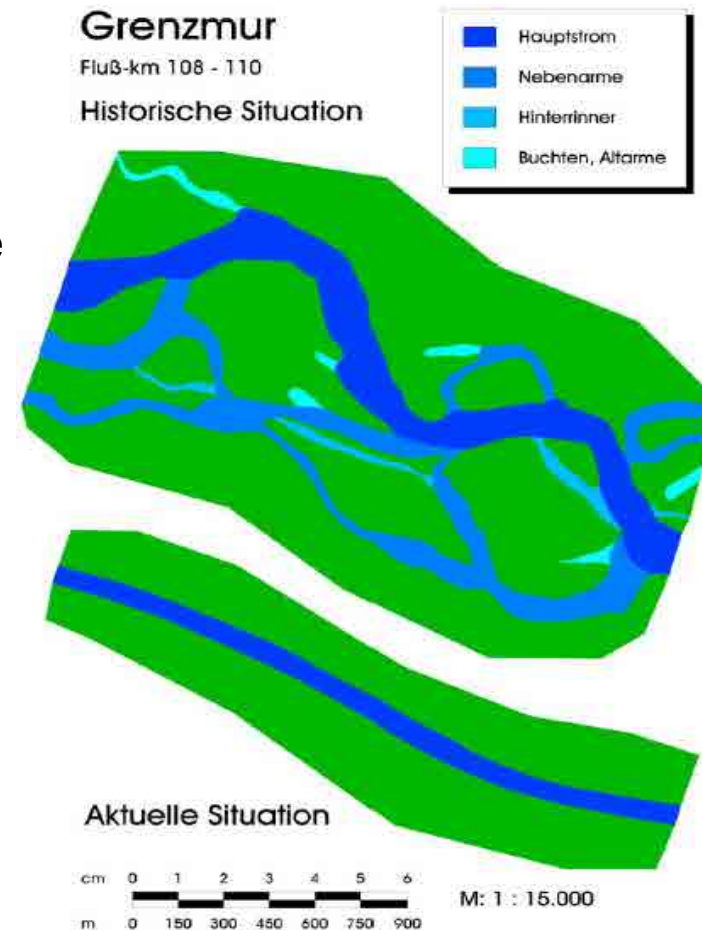 Grenzmur
Fluß-km 108 - 110
Historische Situation
Hauptstrom
Nebenarme
Hinterrinner
Buchten, Altarme
e
Aktuelle Situation
cm 0 1 2 3 4 5 6
m 0 150 300 450 600 750 900
M: 1 : 15.000